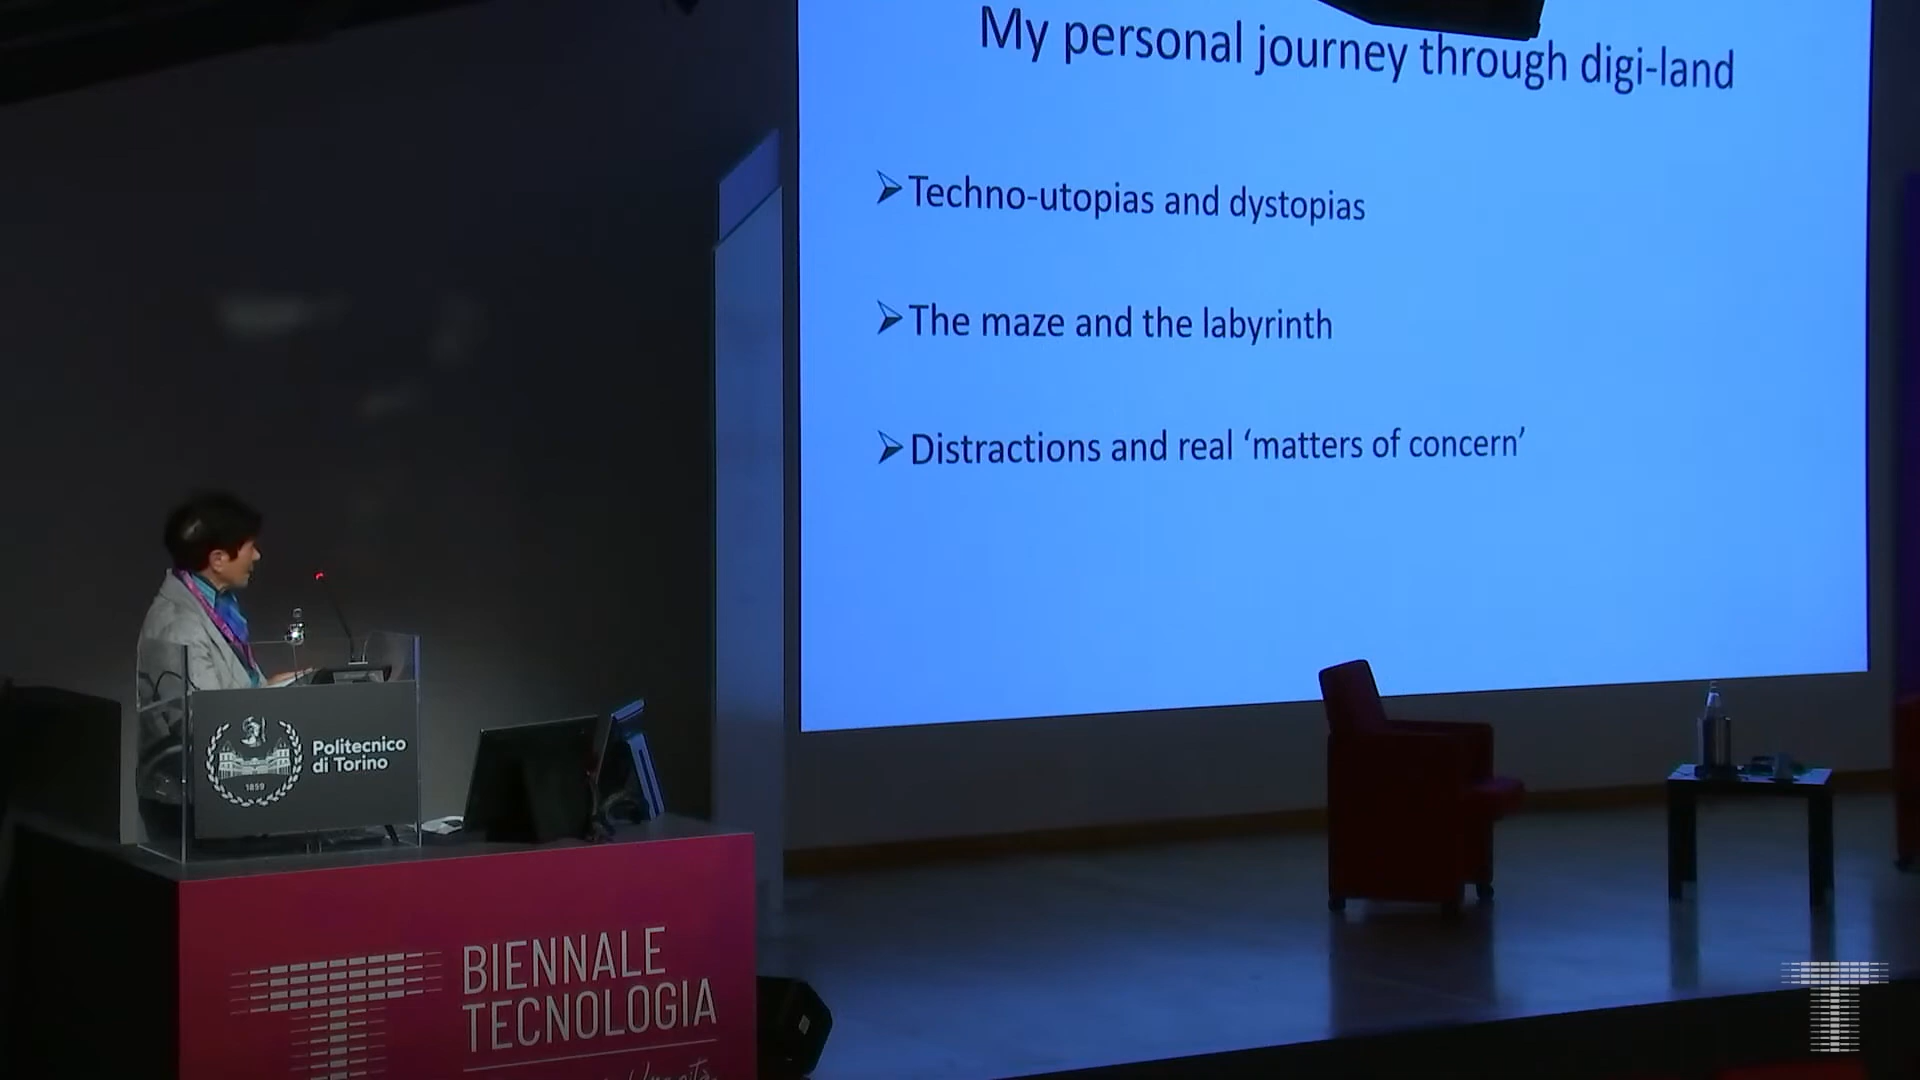 My personal journey through digi-land
➢Techno-utopias and dystopias
➢The maze and the labyrinth
➢Distractions and real ‘matters of concern’
Politecnico
di Torino
1859
BIENNALE
TECNOLOGIA